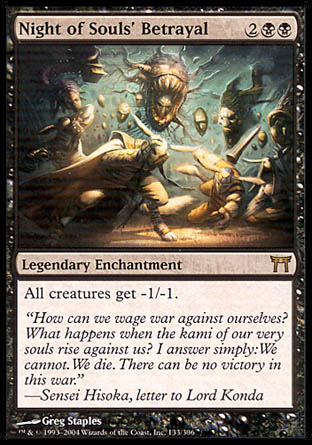 Night of Souls' Betrayal 2
Legendary Enchantment
All creatures get -1/-1.
“How can we wage war against ourselves?
What happens when the kami of our very
souls rise against us? I answer simply: We
cannot. We die. There can be no victory in
this war.”
—Sensei Hisoka, letter to Lord Konda
Greg Staples
™ & © 1993–2004 Wizards of the Coast, Inc. 133/306